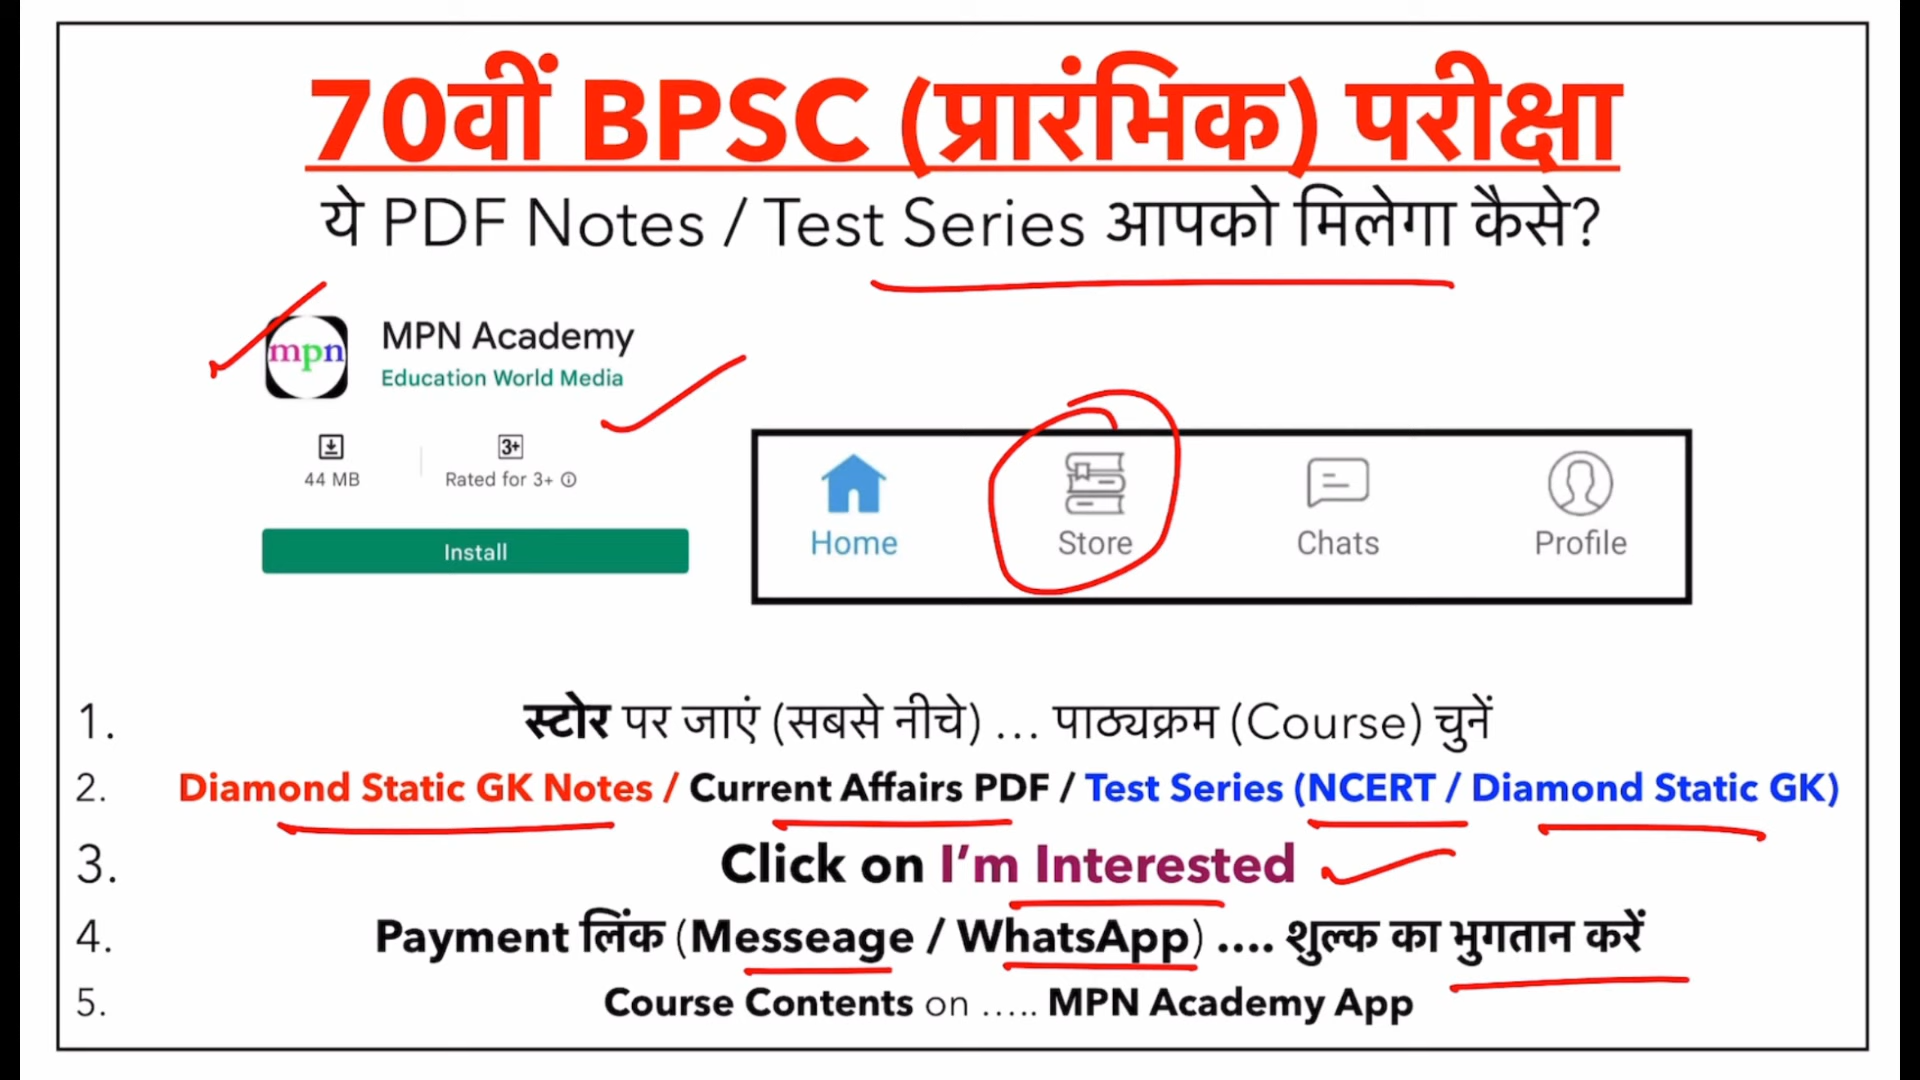 70वीं BPSC (प्रारंभिक) परीक्षा
ये PDF Notes / Test Series आपको मिलेगा कैसे?
mpn
MPN Academy
Education World Media
3+
44 MB
Rated for 3+
Install
Home
Store
Chats
Profile
1. स्टोर पर जाएं (सबसे नीचे) ... पाठ्यक्रम (Course) चुनें
2. Diamond Static GK Notes / Current Affairs PDF / Test Series (NCERT / Diamond Static GK)
3. Click on I'm Interested
4. Payment लिंक (Messeage / WhatsApp) .... शुल्क का भुगतान करें
5. Course Contents on ..... MPN Academy App